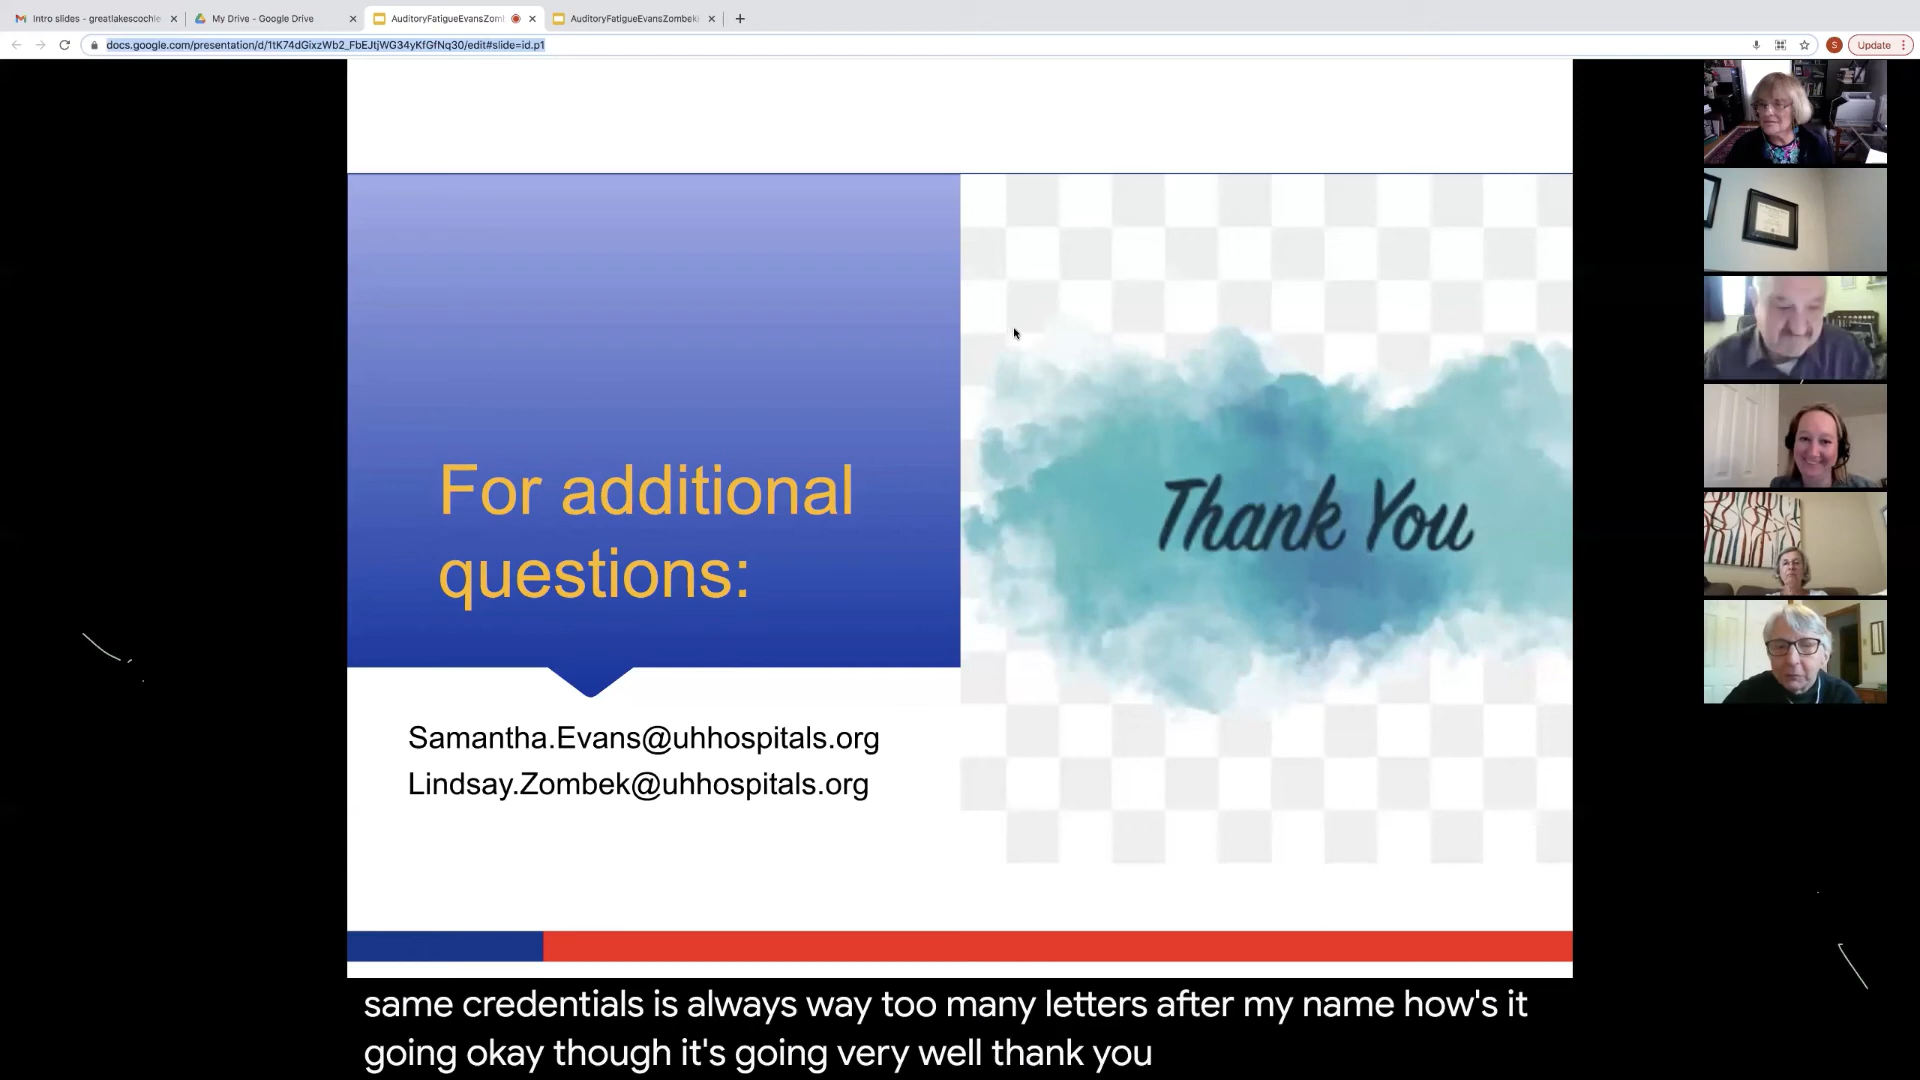 Intro slides - greatlakescochle
My Drive - Google Drive
AuditoryFatigueEvansZom
AuditoryFatigueEvansZombek
docs.google.com/presentation/d/1tK74dGixzWb2_FbEJtjWG34yKfGfNq30/edit#slide=id.p1
S
Update
For additional
questions:
Thank You
Samantha.Evans@uhhospitals.org
Lindsay.Zombek@uhhospitals.org
same credentials is always way too many letters after my name how's it
going okay though it's going very well thank you